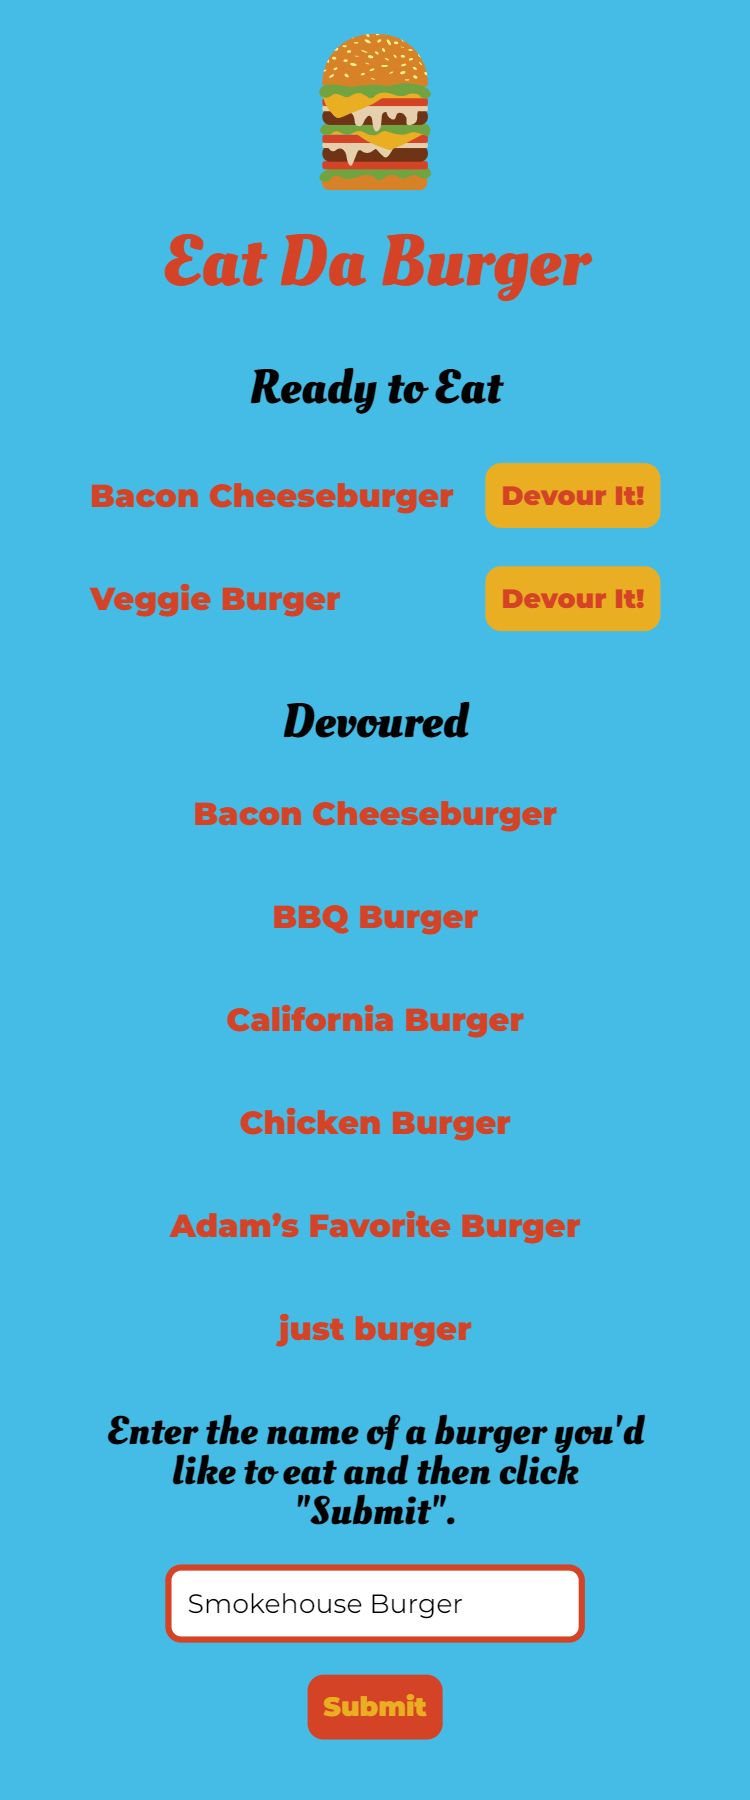 Eat Da Burger
Ready to Eat
Bacon Cheeseburger Devour It!
Veggie Burger Devour It!
Devoured
Bacon Cheeseburger
BBQ Burger
California Burger
Chicken Burger
Adam’s Favorite Burger
just burger
Enter the name of a burger you'd
like to eat and then click
"Submit".
Smokehouse Burger
Submit